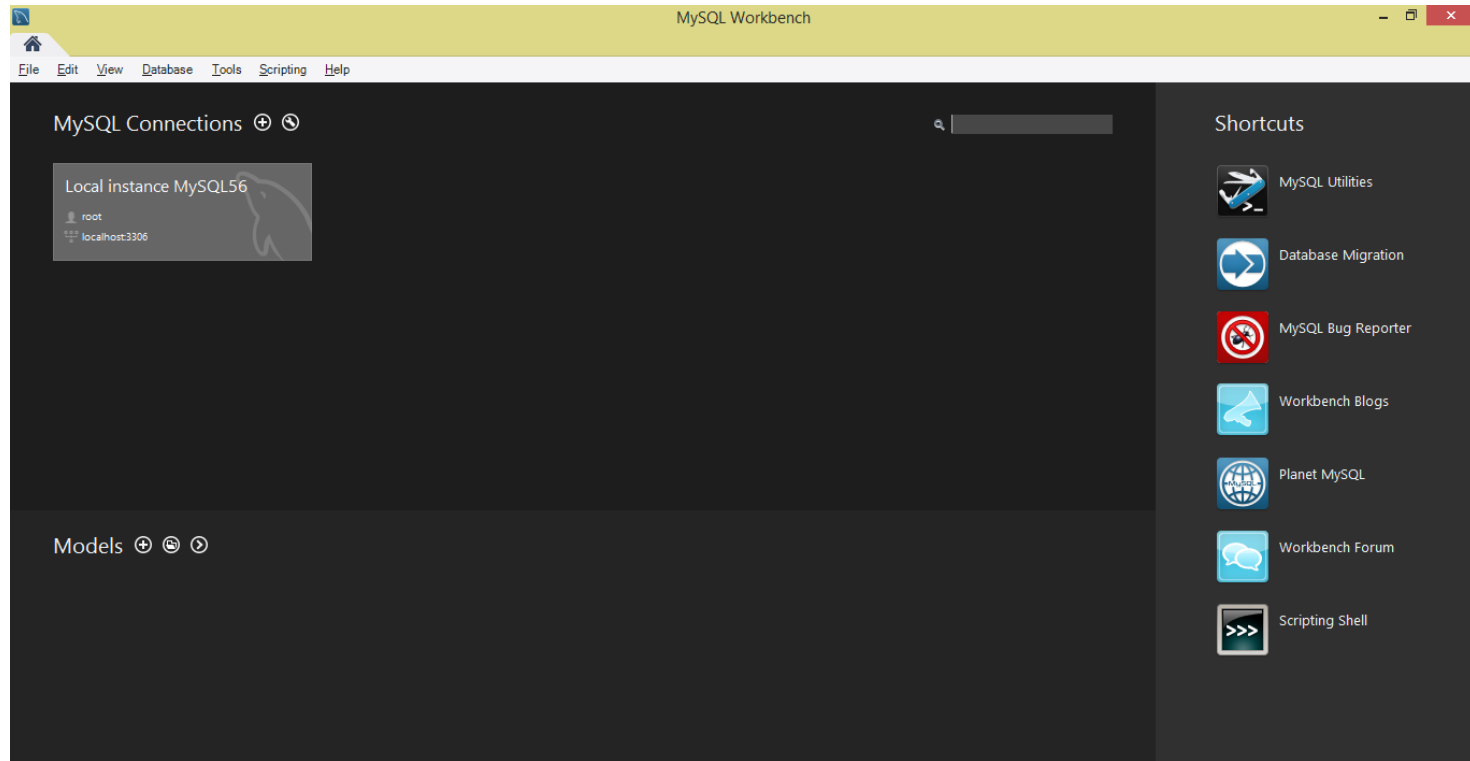 MySQL Workbench
File Edit View Database Tools Scripting Help
MySQL Connections
Local instance MySQL56
root
localhost:3306
Models
Shortcuts
MySQL Utilities
Database Migration
MySQL Bug Reporter
Workbench Blogs
MySQL
Planet MySQL
Workbench Forum
>>>
Scripting Shell